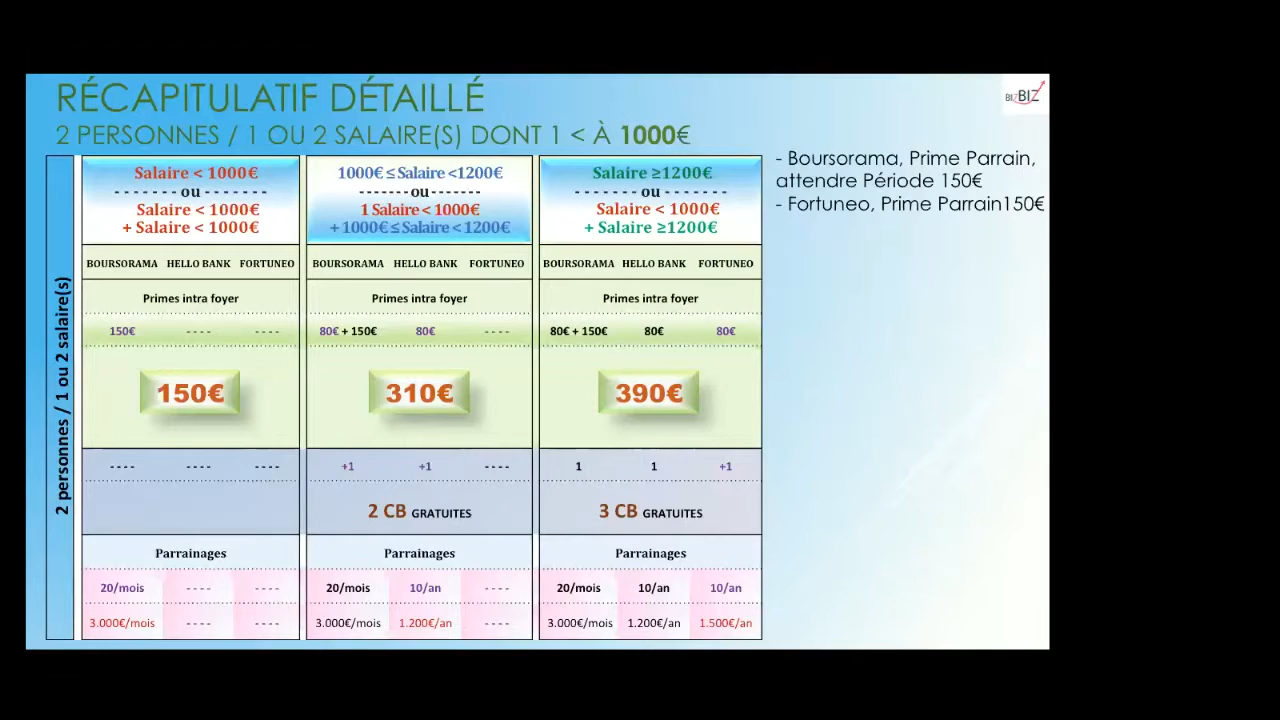 RÉCAPITULATIF DÉTAILLÉ
2 PERSONNES / 1 OU 2 SALAIRE(S) DONT 1 < À 1000€
BIZBIZ
2 personnes / 1 ou 2 salaire(s)
Salaire < 1000€
- - - - - - - ou - - - - - - -
Salaire < 1000€
+ Salaire < 1000€
BOURSORAMA HELLO BANK FORTUNEO
Primes intra foyer
150€ - - - - - - - -
150€
- - - - - - - - - - - -
Parrainages
20/mois - - - - - - - -
3.000€/mois - - - - - - - -
1000€ ≤ Salaire <1200€
-------ou-------
1 Salaire < 1000€
+ 1000€ ≤ Salaire < 1200€
BOURSORAMA HELLO BANK FORTUNEO
Primes intra foyer
80€ + 150€ 80€ - - - -
310€
+1 +1 - - - -
2 CB GRATUITES
Parrainages
20/mois 10/an - - - -
3.000€/mois 1.200€/an - - - -
Salaire ≥1200€
- - - - - - - ou - - - - - - -
Salaire < 1000€
+ Salaire ≥1200€
BOURSORAMA HELLO BANK FORTUNEO
Primes intra foyer
80€ + 150€ 80€ 80€
390€
1 1 +1
3 CB GRATUITES
Parrainages
20/mois 10/an 10/an
3.000€/mois 1.200€/an 1.500€/an
- Boursorama, Prime Parrain,
attendre Période 150€
- Fortuneo, Prime Parrain150€